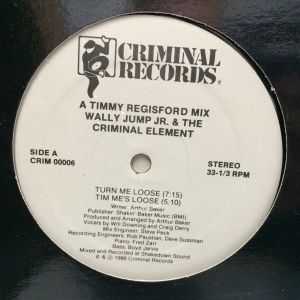 CRIMINAL
RECORDS
A TIMMY REGISFORD MIX
WALLY JUMP JR. & THE
CRIMINAL ELEMENT
SIDE A
CRIM 00006
STEREO
33-1/3 RPM
TURN ME LOOSE (7:15)
TIM ME'S LOOSE (5:10)
Writer: Arthur Baker
Publisher: Shakin' Baker Music (BMI)
Produced and Arranged by Arthur Baker
Vocals by Will Downing and Craig Derry
Mix Engineer: Steve Peck
Recording Engineers: Rob Paustian, Dave Sussman
Piano: Fred Zarr
Bass: Boyd Jarvis
Mixed and Recorded at Shakedown Sound
© & ℗ 1986 Criminal Records